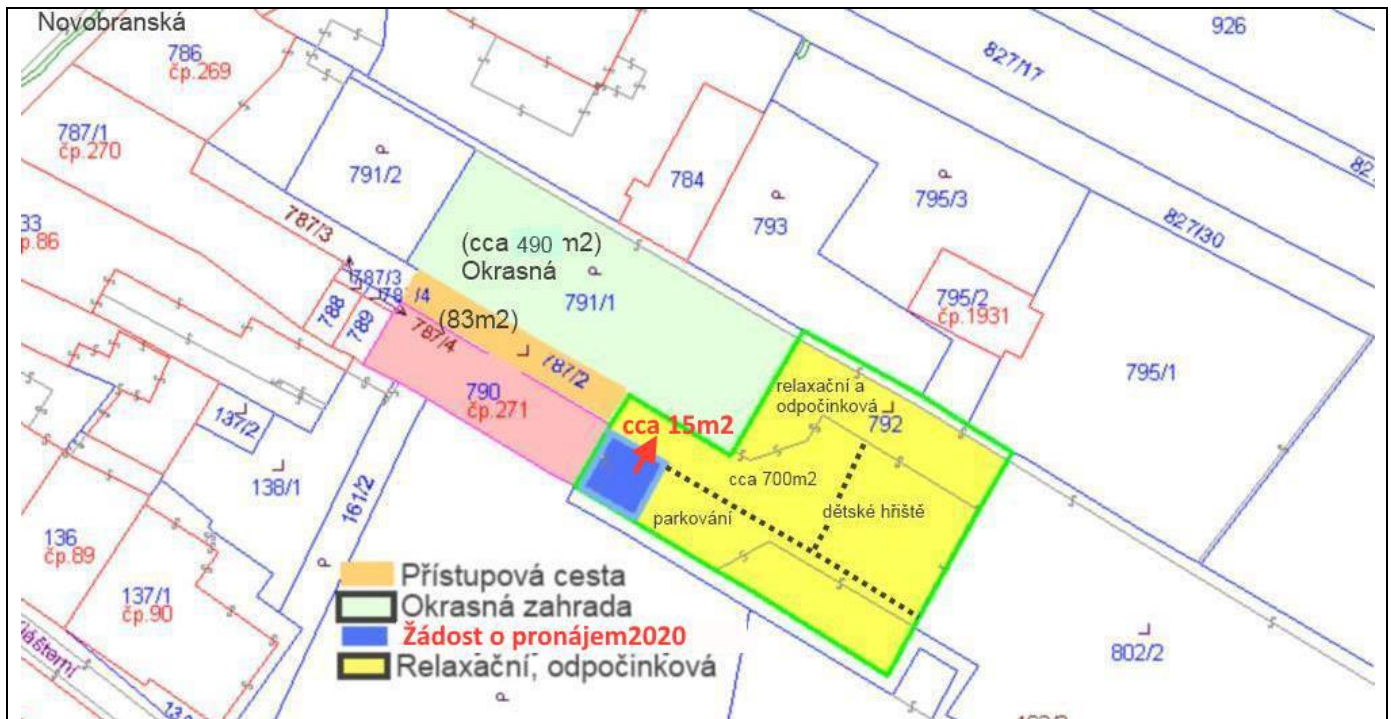 Novobranská
926
827/17
786
čp.269
787/1
čp.270
791/2
784
793
795/3
827/30
787/3
(cca 490 m2)
Okrasná
791/1
787/3
788
789
787/4
(83m2)
787/2
790
čp.271
795/2
čp.1931
795/1
relaxační a
odpočinková
792
cca 15m2
cca 700m2
parkování
dětské hřiště
137/2
138/1
161/2
136
čp.89
137/1
čp.90
802/2
Přístupová cesta
Okrasná zahrada
Žádost o pronájem2020
Relaxační, odpočinková